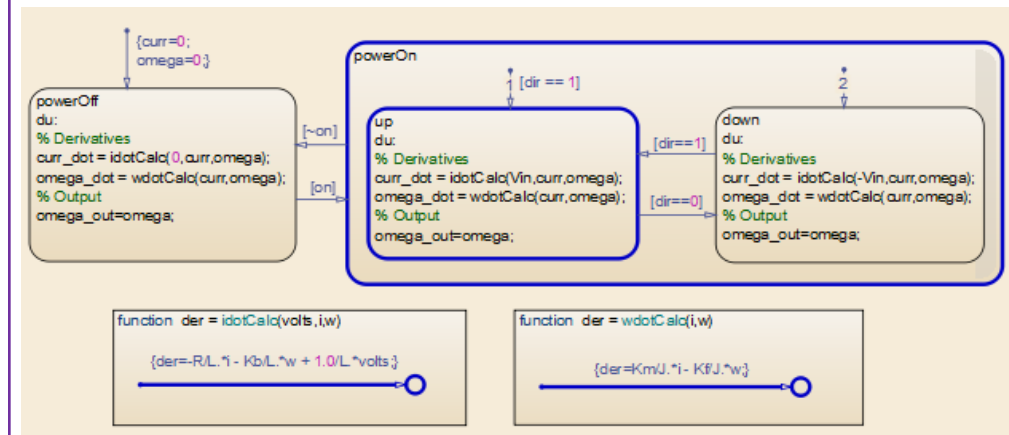 {curr=0;
omega=0;}
powerOn
1 [dir == 1]
2
powerOff
du:
% Derivatives
curr_dot = idotCalc(0,curr,omega);
omega_dot = wdotCalc(curr,omega);
% Output
omega_out=omega;
[~on]
[on]
up
du:
% Derivatives
curr_dot = idotCalc(Vin,curr,omega);
omega_dot = wdotCalc(curr,omega);
% Output
omega_out=omega;
[dir==1]
[dir==0]
down
du:
% Derivatives
curr_dot = idotCalc(-Vin,curr,omega);
omega_dot = wdotCalc(curr,omega);
% Output
omega_out=omega;
function der = idotCalc(volts,i,w)
{der=-R/L.*i - Kb/L.*w + 1.0/L.*volts;}
function der = wdotCalc(i,w)
{der=Km/J.*i - Kf/J.*w;}